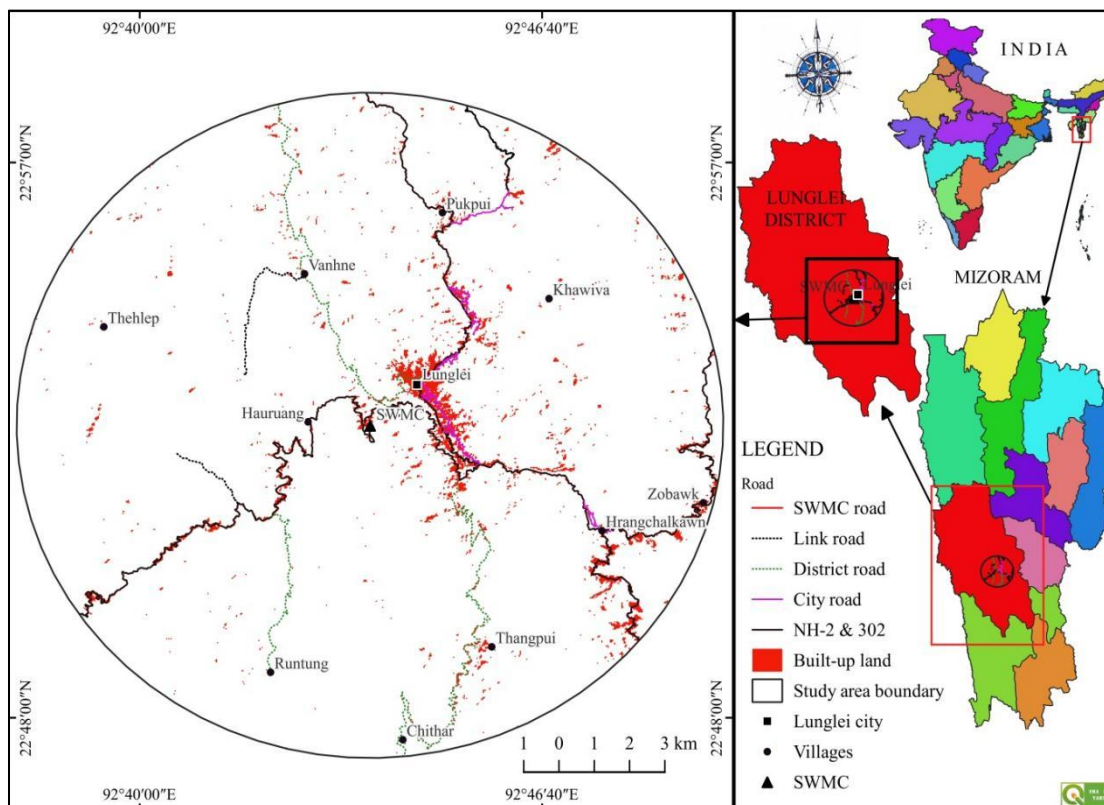 92°40′00″E
92°46′40″E
22°57′00″N
22°57′00″N
Pukpui
Vanhne
Khawiva
Thehlep
Lunglei
Hauruang
SWMC
Zobawk
Hrangchalkawn
Thangpui
Runtung
Chithar
22°48′00″N
22°48′00″N
1 0 1 2 3 km
92°40′00″E
92°46′40″E
INDIA
LUNGLEI
DISTRICT
SWMC
Lunglei
MIZORAM
LEGEND
Road
SWMC road
Link road
District road
City road
NH-2 & 302
Built-up land
Study area boundary
Lunglei city
Villages
SWMC